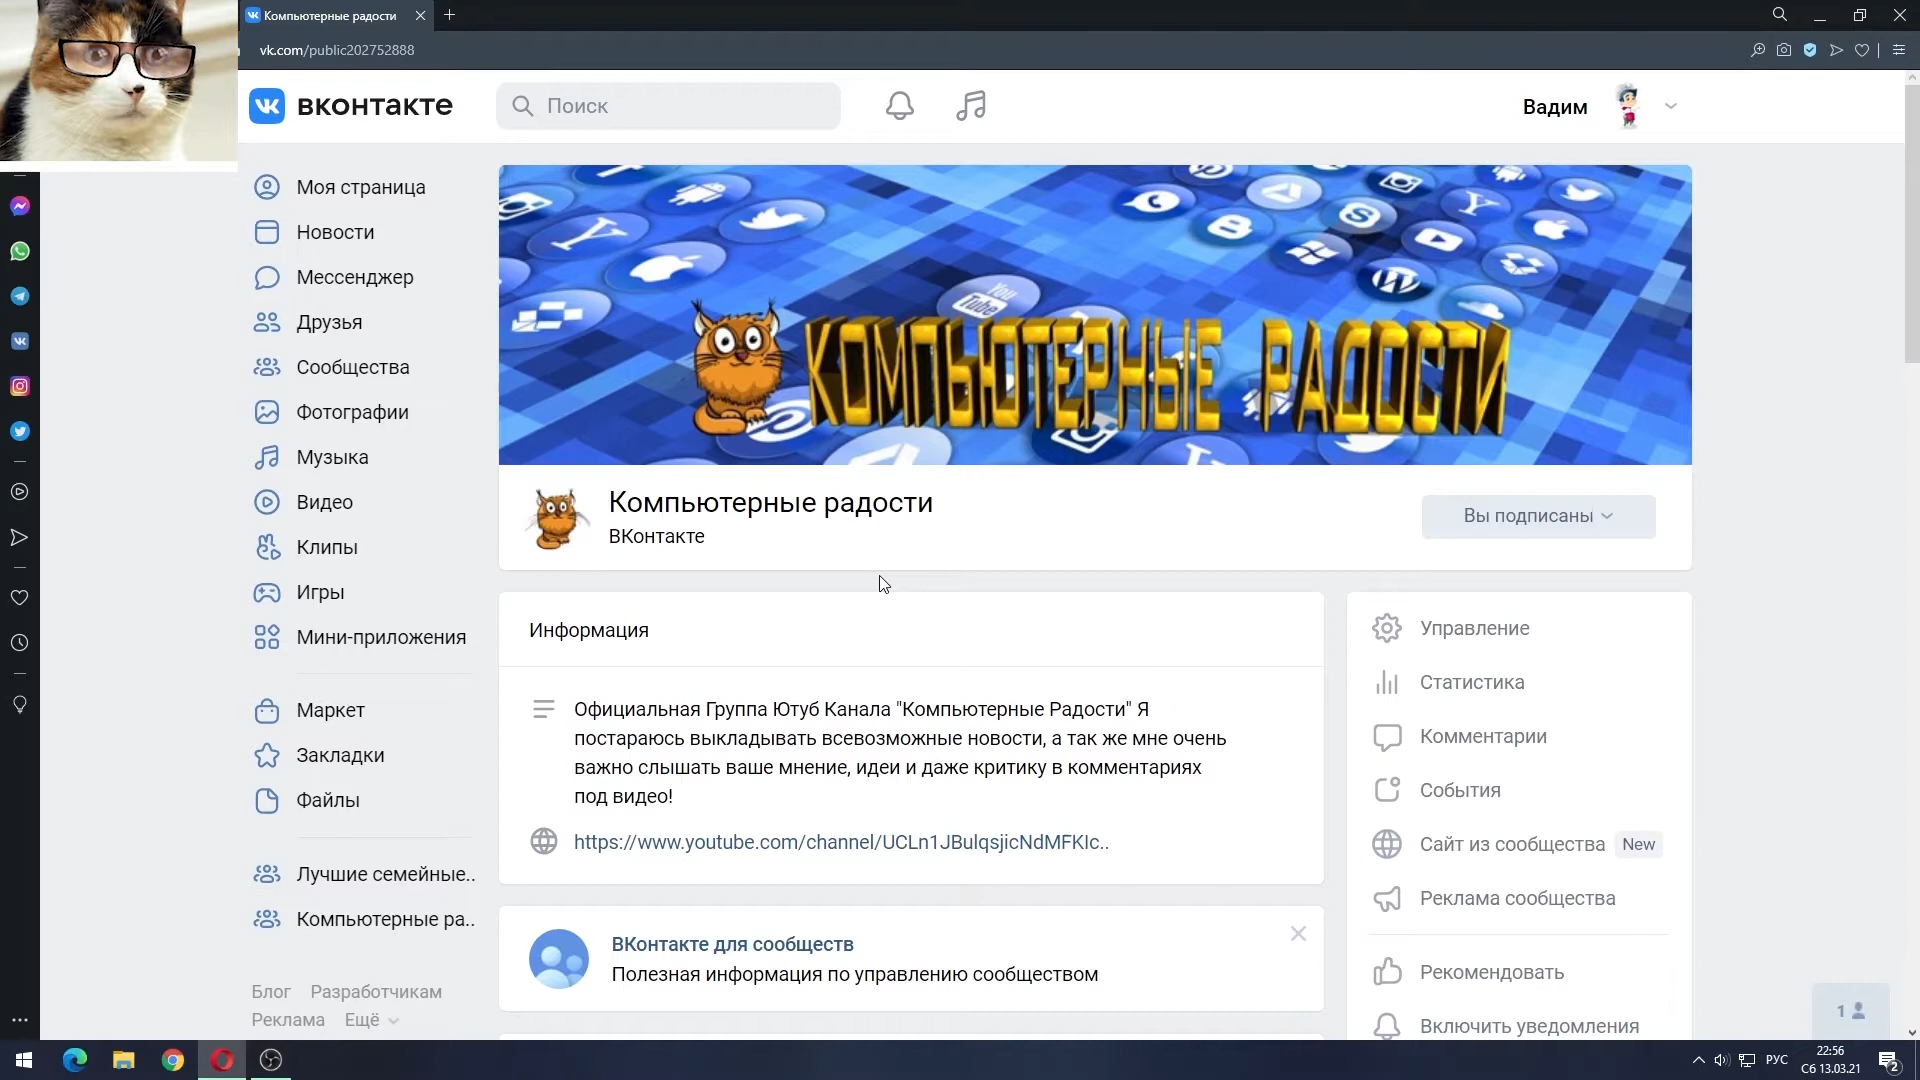 Компьютерные радости
vk.com/public202752888
вконтакте
Поиск
Вадим
Моя страница
Новости
Мессенджер
Друзья
Сообщества
Фотографии
Музыка
Видео
Клипы
Игры
Мини-приложения
Маркет
Закладки
Файлы
Лучшие семейные..
Компьютерные ра..
Блог Разработчикам
Реклама Ещё
You
Tube
КОМПЬЮТЕРНЫЕ РАДОСТИ
Компьютерные радости
ВКонтакте
Вы подписаны
Информация
Официальная Группа Ютуб Канала "Компьютерные Радости" Я
постараюсь выкладывать всевозможные новости, а так же мне очень
важно слышать ваше мнение, идеи и даже критику в комментариях
под видео!
https://www.youtube.com/channel/UCLn1JBulqsjicNdMFKIc..
ВКонтакте для сообществ
Полезная информация по управлению сообществом
Управление
Статистика
Комментарии
События
Сайт из сообщества New
Реклама сообщества
Рекомендовать
Включить уведомления
1
РУС
22:56
Сб 13.03.21
2